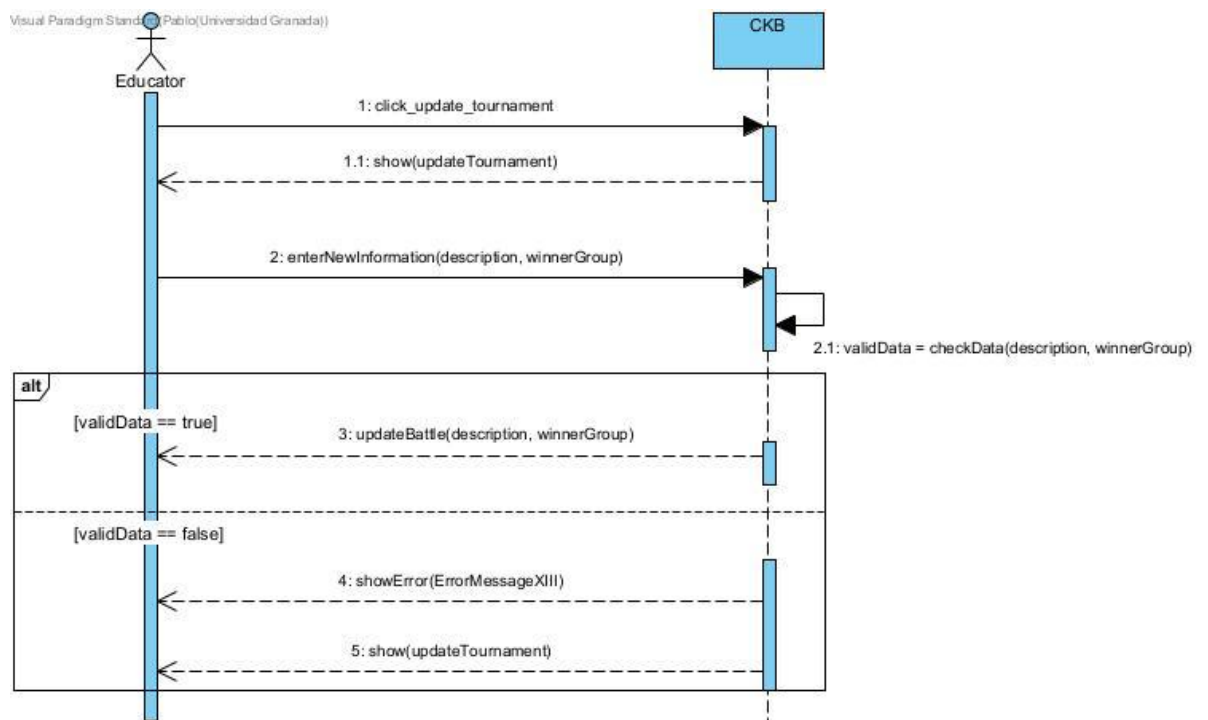 Visual Paradigm Standard(Pablo(Universidad Granada))
CKB
Educator
1: click_update_tournament
1.1: show(updateTournament)
2: enterNewInformation(description, winnerGroup)
2.1: validData = checkData(description, winnerGroup)
alt
[validData == true]
3: updateBattle(description, winnerGroup)
[validData == false]
4: showError(ErrorMessageXIII)
5: show(updateTournament)